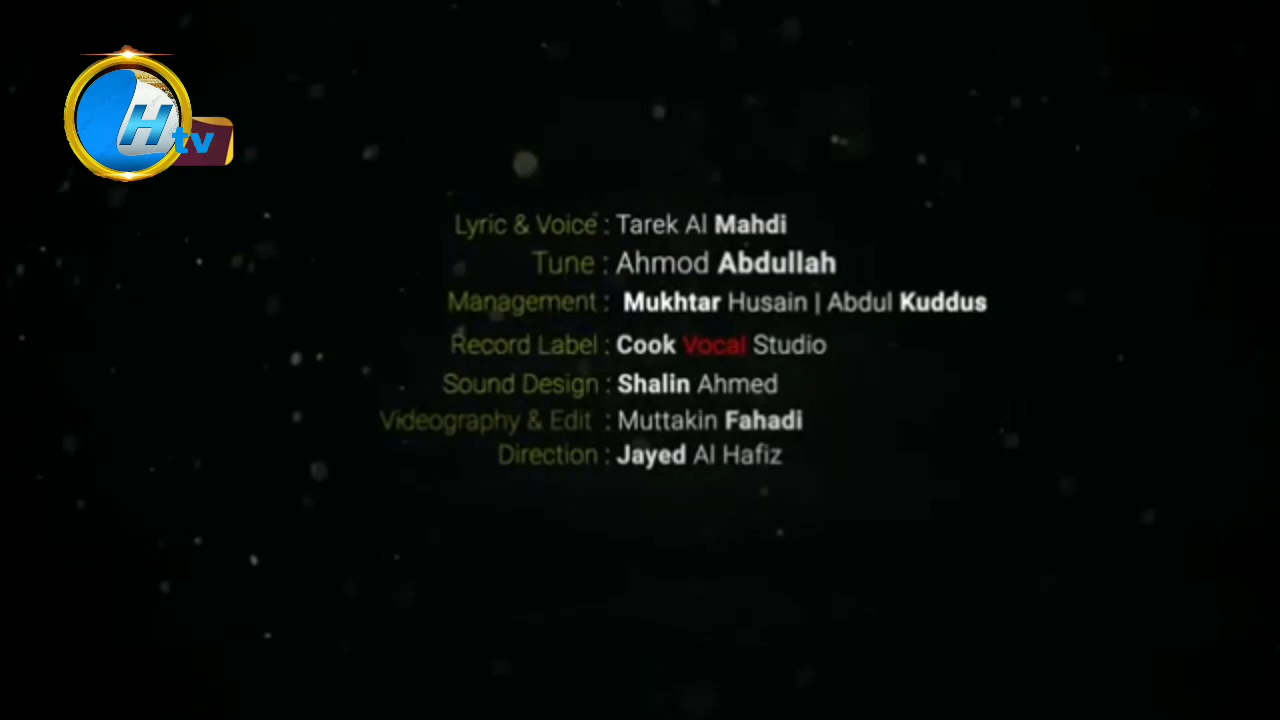 H tv
Lyric & Voice : Tarek Al Mahdi
Tune : Ahmod Abdullah
Management : Mukhtar Husain | Abdul Kuddus
Record Label : Cook Vocal Studio
Sound Design : Shalin Ahmed
Videography & Edit : Muttakin Fahadi
Direction : Jayed Al Hafiz